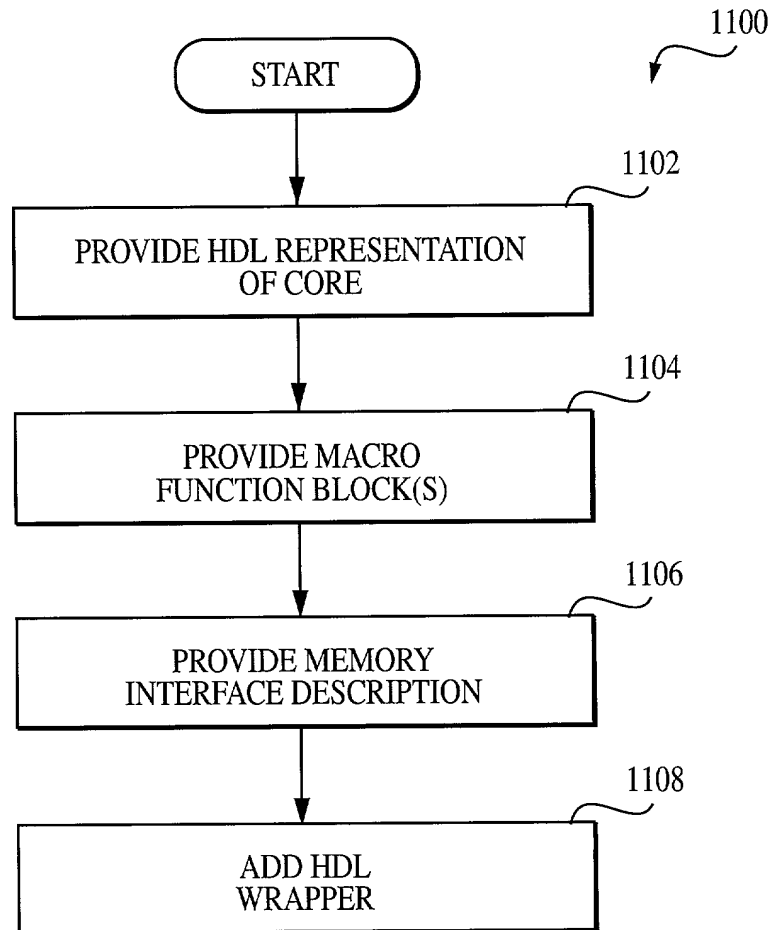 1100
START
1102
PROVIDE HDL REPRESENTATION
OF CORE
1104
PROVIDE MACRO
FUNCTION BLOCK(S)
1106
PROVIDE MEMORY
INTERFACE DESCRIPTION
1108
ADD HDL
WRAPPER